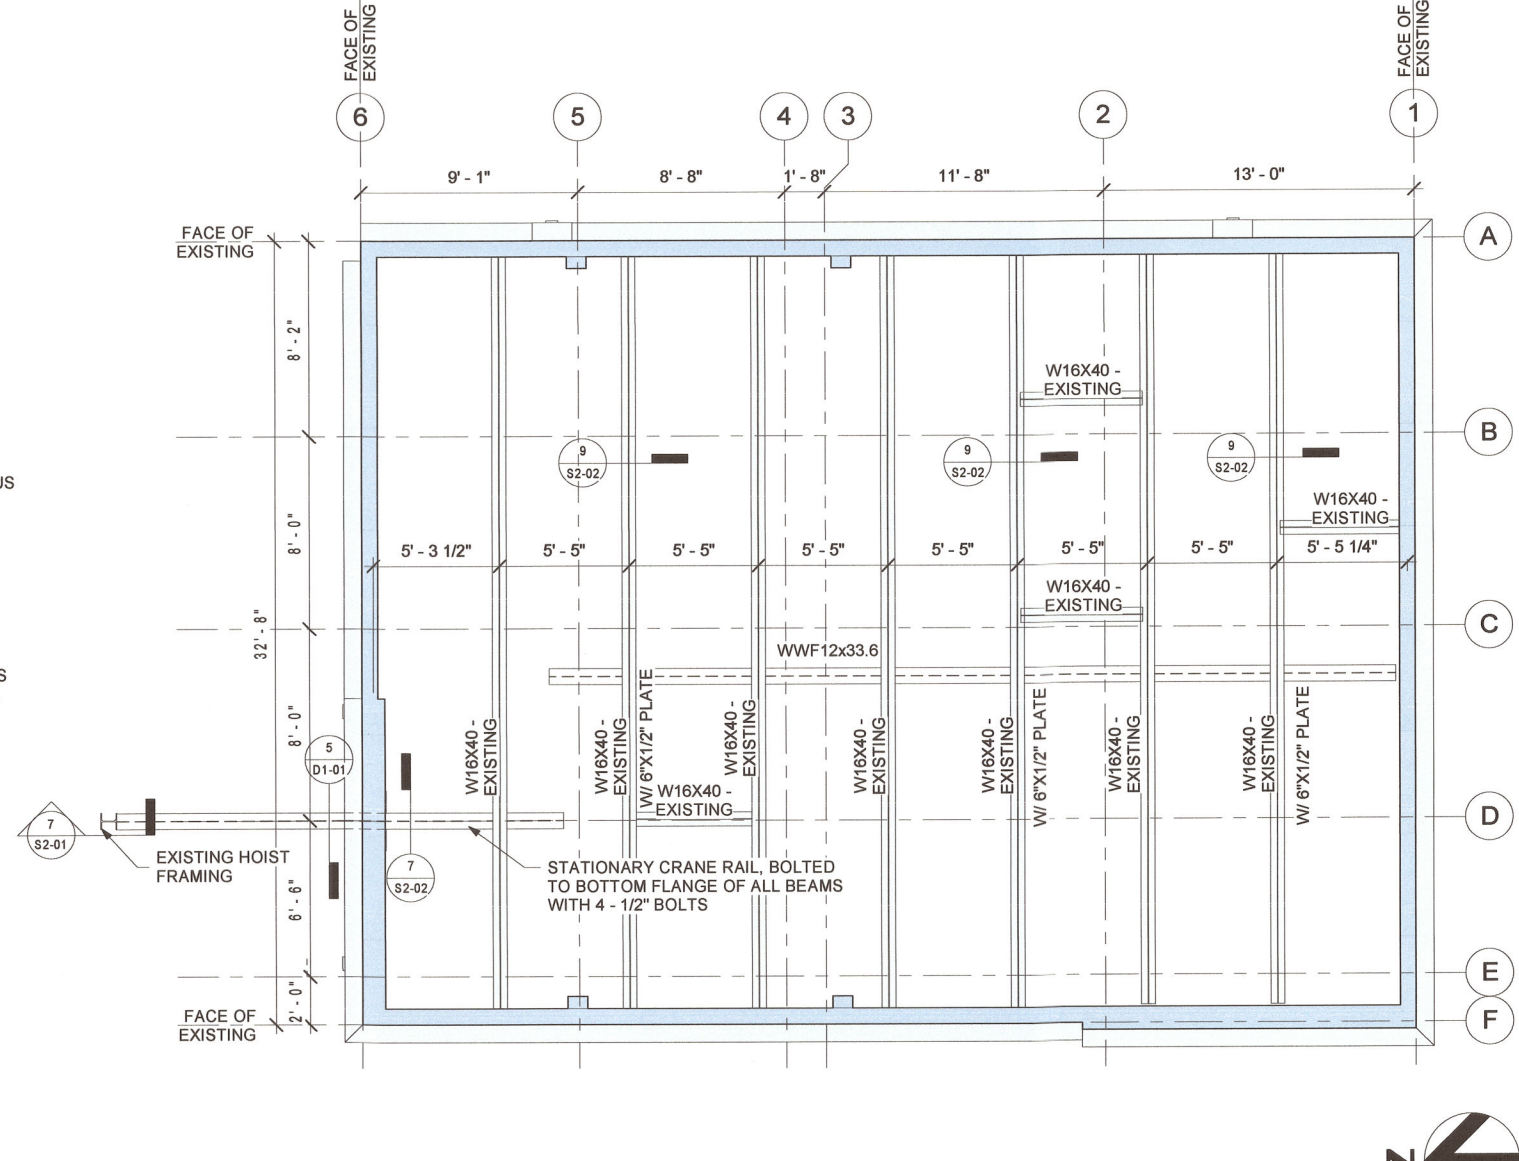 FACE OF
EXISTING
FACE OF
EXISTING
6
5
4
3
2
1
9' - 1"
8' - 8"
1' - 8"
11' - 8"
13' - 0"
FACE OF
EXISTING
A
8' - 2"
W16X40 -
EXISTING
B
9
S2-02
9
S2-02
9
S2-02
US
W16X40 -
EXISTING
8' - 0"
5' - 3 1/2"
5' - 5"
5' - 5"
5' - 5"
5' - 5"
5' - 5"
5' - 5"
5' - 5 1/4"
W16X40 -
EXISTING
C
32' - 8"
WWF12x33.6
S
8' - 0"
W16X40 -
EXISTING
W16X40 -
EXISTING
W/ 6"X1/2" PLATE
W16X40 -
EXISTING
W16X40 -
EXISTING
W16X40 -
EXISTING
W/ 6"X1/2" PLATE
W16X40 -
EXISTING
W16X40 -
EXISTING
W/ 6"X1/2" PLATE
5
D1-01
W16X40 -
EXISTING
D
7
S2-01
EXISTING HOIST
FRAMING
7
S2-02
STATIONARY CRANE RAIL, BOLTED
TO BOTTOM FLANGE OF ALL BEAMS
WITH 4 - 1/2" BOLTS
6' - 6"
E
2' - 0"
FACE OF
EXISTING
F
N